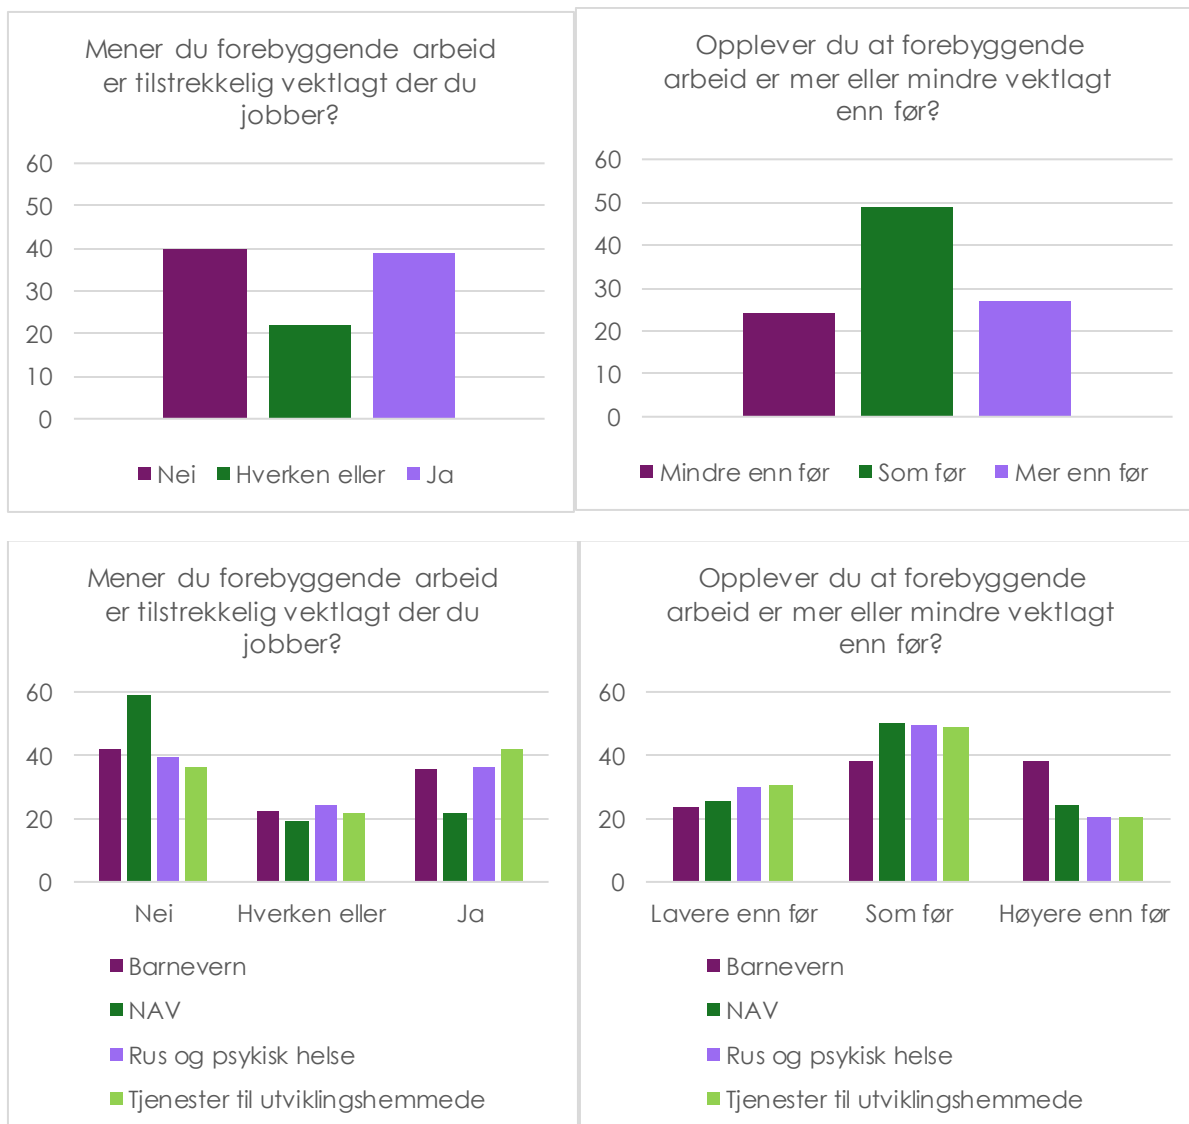 Mener du forebyggende arbeid
er tilstrekkelig vektlagt der du
jobber?
60
50
40
30
20
10
0
Nei Hverken eller Ja
Opplever du at forebyggende
arbeid er mer eller mindre vektlagt
enn før?
60
50
40
30
20
10
0
Mindre enn før Som før Mer enn før
Mener du forebyggende arbeid
er tilstrekkelig vektlagt der du
jobber?
60
40
20
0
Nei Hverken eller Ja
Barnevern
NAV
Rus og psykisk helse
Tjenester til utviklingshemmede
Opplever du at forebyggende
arbeid er mer eller mindre vektlagt
enn før?
60
40
20
0
Lavere enn før Som før Høyere enn før
Barnevern
NAV
Rus og psykisk helse
Tjenester til utviklingshemmede